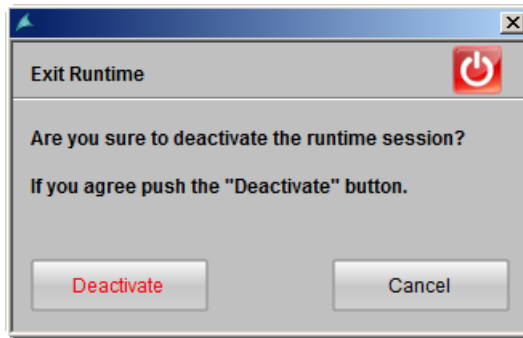 Exit Runtime
Are you sure to deactivate the runtime session?
If you agree push the "Deactivate" button.
Deactivate
Cancel